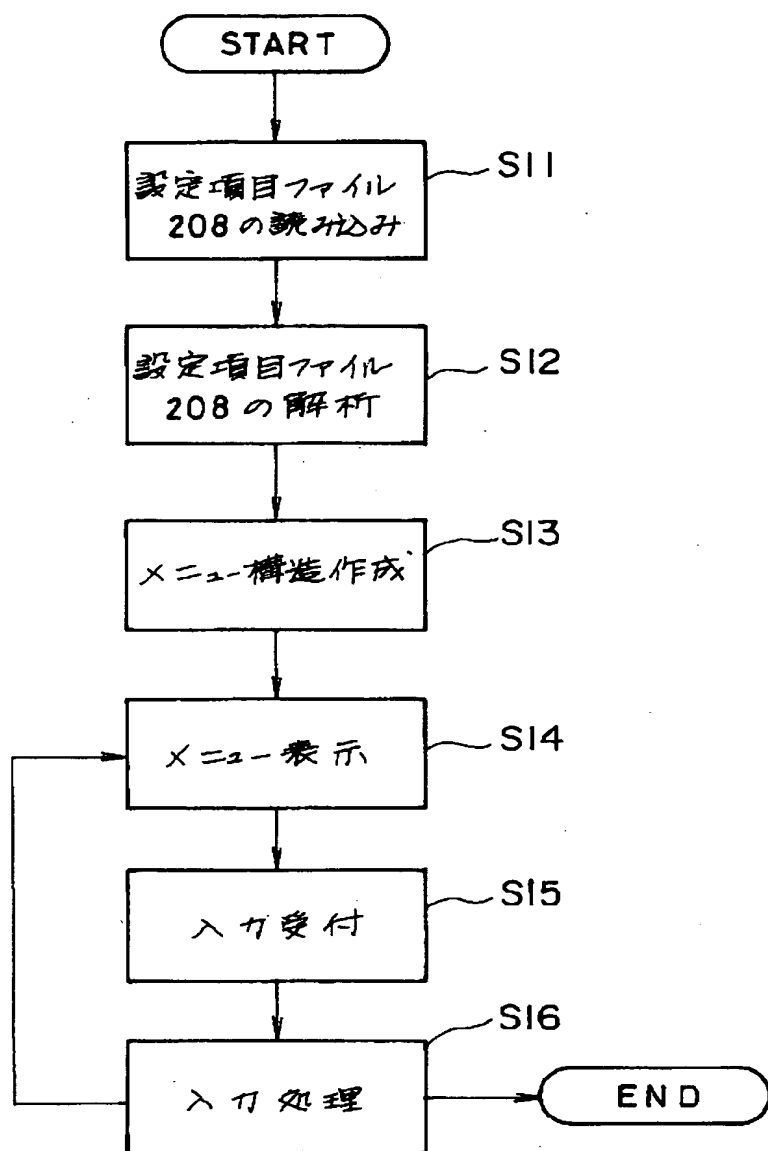 START
設定項目ファイル
208の読み込み
S11
設定項目ファイル
208の解析
S12
メニュー構造作成
S13
メニュー表示
S14
入力受付
S15
入力処理
S16
END